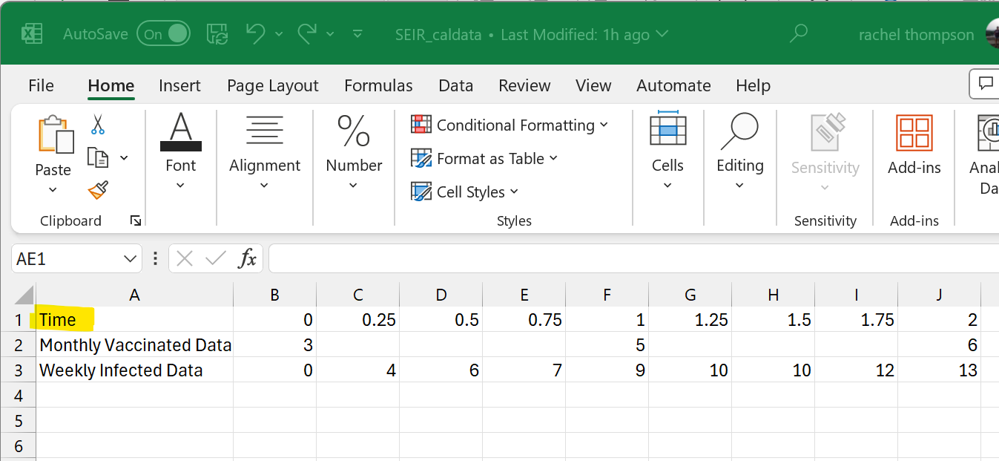 AutoSave On SEIR_caldata • Last Modified: 1h ago rachel thompson
File Home Insert Page Layout Formulas Data Review View Automate Help
Paste Font Alignment Number Conditional Formatting Format as Table Cell Styles Cells Editing Sensitivity Add-ins
Clipboard Styles Sensitivity Add-ins
AE1 fx
A B C D E F G H I J
1 Time 0 0.25 0.5 0.75 1 1.25 1.5 1.75 2
2 Monthly Vaccinated Data 3 5 6
3 Weekly Infected Data 0 4 6 7 9 10 10 12 13
4
5
6